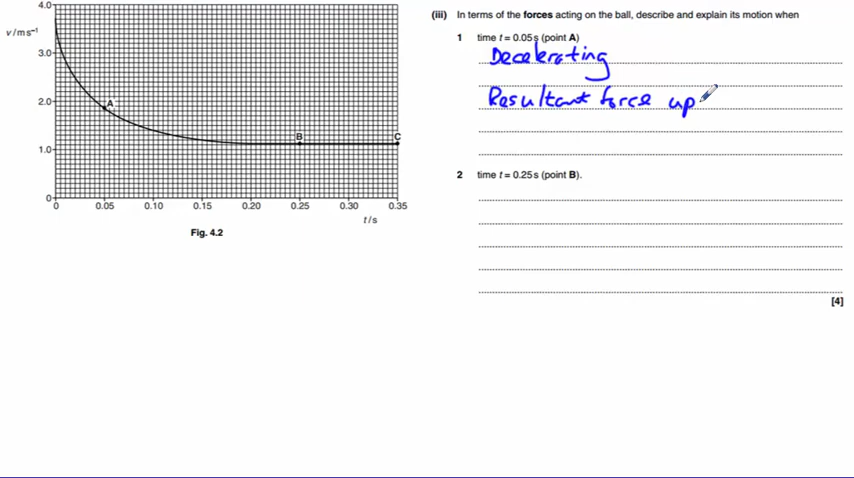 4.0
v / m s⁻¹
3.0
2.0
A
B
C
1.0
0
0 0.05 0.10 0.15 0.20 0.25 0.30 0.35
t / s
Fig. 4.2
(iii) In terms of the forces acting on the ball, describe and explain its motion when
1 time t = 0.05 s (point A)
Decelerating
Resultant force up
2 time t = 0.25 s (point B).
[4]